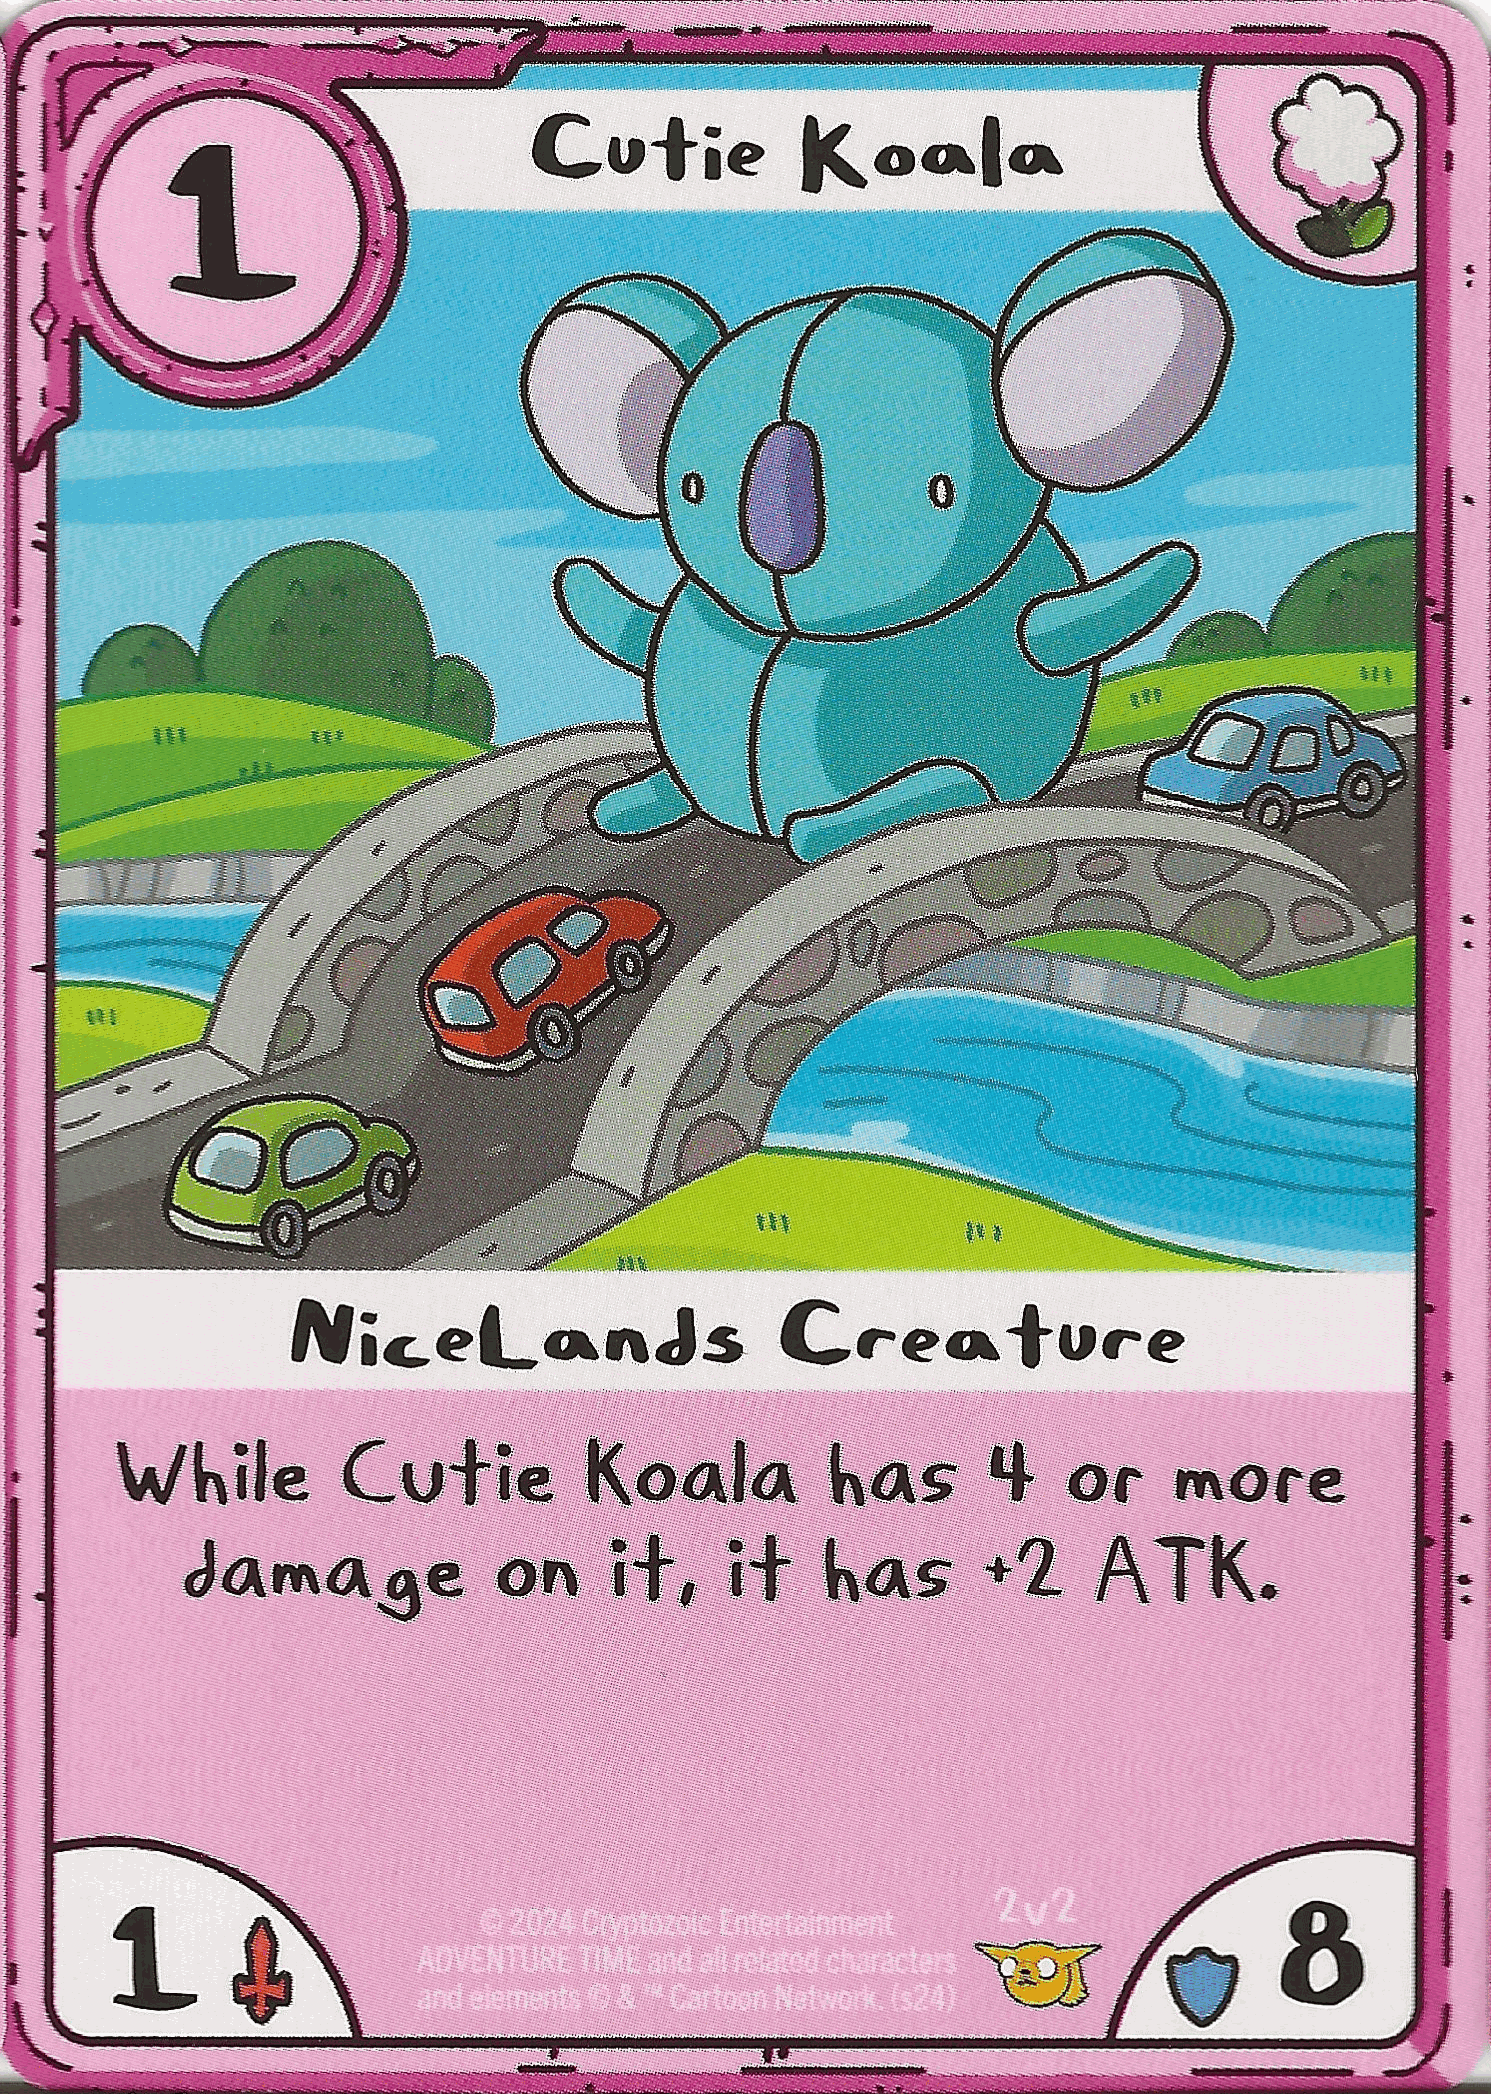 1
Cutie Koala
NiceLands Creature
While Cutie Koala has 4 or more
damage on it, it has +2 ATK.
1
© 2024 Cryptozoic Entertainment
ADVENTURE TIME and all related characters
and elements © & ™ Cartoon Network. (s24)
2v2
8